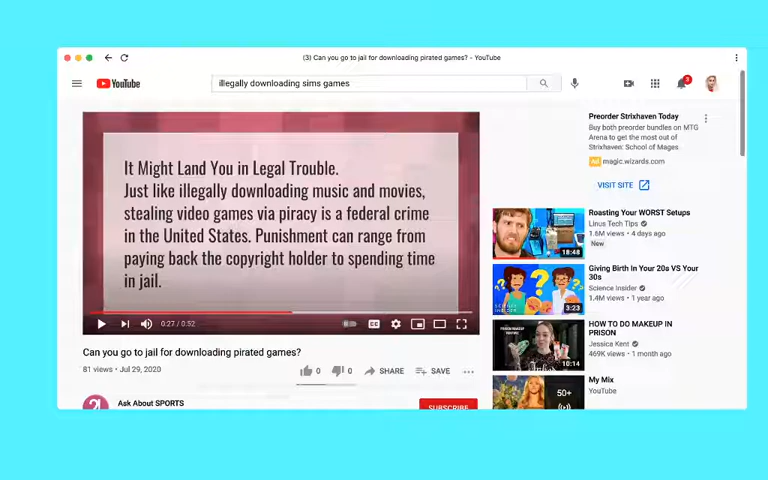 (3) Can you go to jail for downloading pirated games? - YouTube
YouTube
illegally downloading sims games
3
It Might Land You in Legal Trouble.
Just like illegally downloading music and movies,
stealing video games via piracy is a federal crime
in the United States. Punishment can range from
paying back the copyright holder to spending time
in jail.
0:27 / 0:52
CC
Can you go to jail for downloading pirated games?
81 views • Jul 29, 2020
0
0
SHARE
SAVE
Ask About SPORTS
SUBSCRIBE
Preorder Strixhaven Today
Buy both preorder bundles on MTG
Arena to get the most out of
Strixhaven: School of Mages
Ad magic.wizards.com
VISIT SITE
Roasting Your WORST Setups
Linus Tech Tips
1.6M views • 4 days ago
New
18:48
Giving Birth In Your 20s VS Your
30s
Science Insider
1.4M views • 1 year ago
3:23
HOW TO DO MAKEUP IN
PRISON
Jessica Kent
469K views • 1 month ago
10:14
My Mix
YouTube
50+